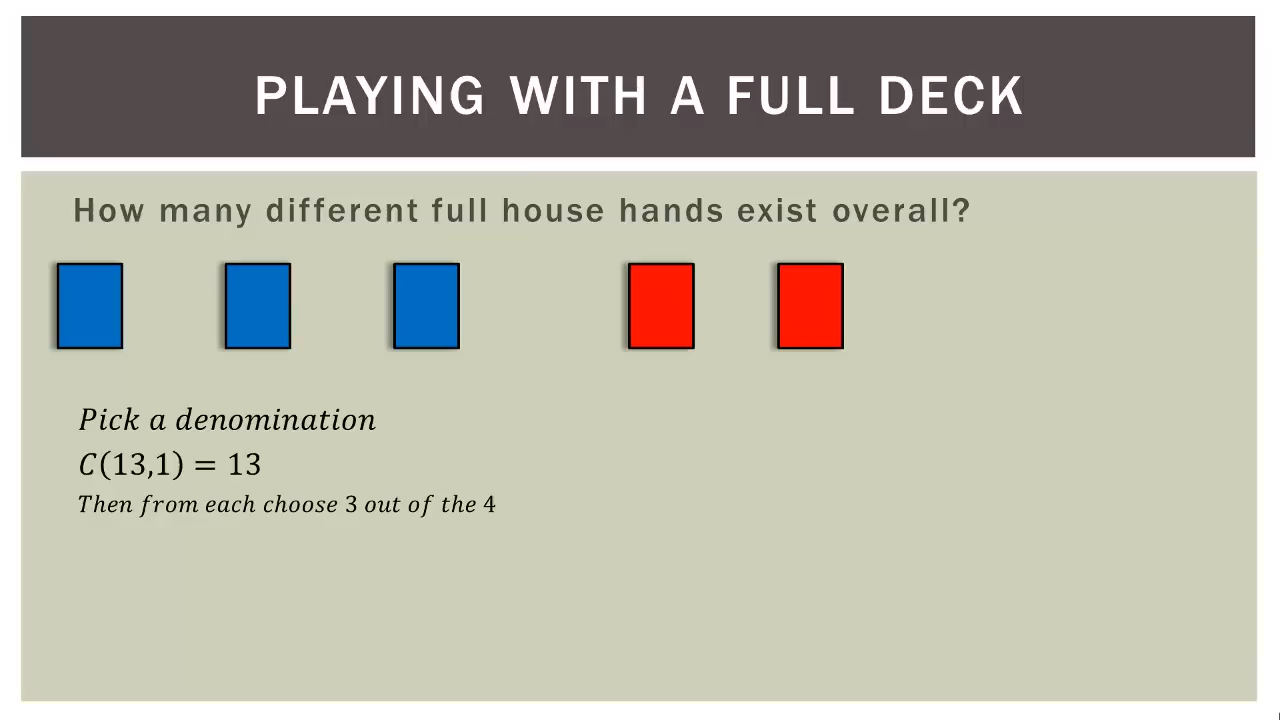 PLAYING WITH A FULL DECK
How many different full house hands exist overall?
Pick a denomination
C(13,1) = 13
Then from each choose 3 out of the 4